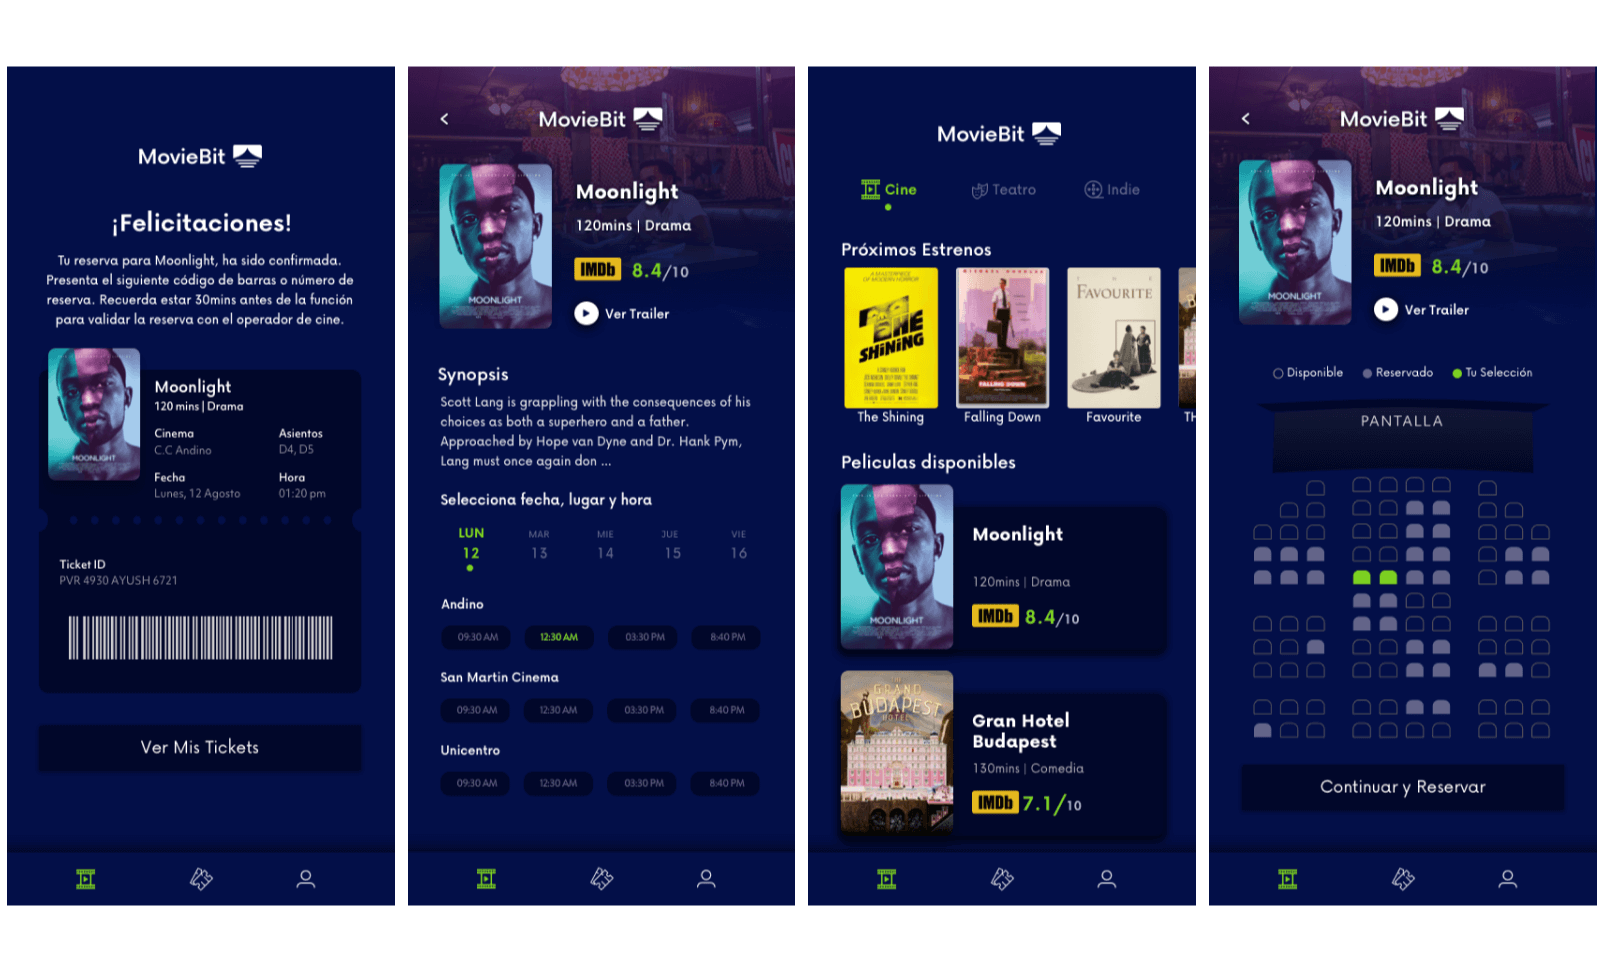 MovieBit
¡Felicitaciones!
Tu reserva para Moonlight, ha sido confirmada.
Presenta el siguiente código de barras o número de
reserva. Recuerda estar 30mins antes de la función
para validar la reserva con el operador de cine.
MOONLIGHT
Moonlight
120 mins | Drama
Cinema
Asientos
C.C Andino
D4, D5
Fecha
Hora
Lunes, 12 Agosto
01:20 pm
Ticket ID
PVR 4930 AYUSH 6721
Ver Mis Tickets
<
MovieBit
MOONLIGHT
Moonlight
120mins | Drama
IMDb 8.4/10
Ver Trailer
Synopsis
Scott Lang is grappling with the consequences of his
choices as both a superhero and a father.
Approached by Hope van Dyne and Dr. Hank Pym,
Lang must once again don ...
Selecciona fecha, lugar y hora
LUN MAR MIE JUE VIE
12 13 14 15 16
Andino
09:30 AM 12:30 AM 03:30 PM 8:40 PM
San Martin Cinema
09:30 AM 12:30 AM 03:30 PM 8:40 PM
Unicentro
09:30 AM 12:30 AM 03:30 PM 8:40 PM
MovieBit
Cine Teatro Indie
Próximos Estrenos
A MASTERPIECE
OF MODERN HORROR
THE
SHiNiNG
MICHAEL DOUGLAS
FALLING DOWN
THE
FAVOURITE
The Shining Falling Down Favourite TH
Peliculas disponibles
MOONLIGHT
Moonlight
120mins | Drama
IMDb 8.4/10
THE
GRAND
BUDAPEST
HOTEL
Gran Hotel
Budapest
130mins | Comedia
IMDb 7.1/10
<
MovieBit
MOONLIGHT
Moonlight
120mins | Drama
IMDb 8.4/10
Ver Trailer
Disponible Reservado Tu Selección
PANTALLA
Continuar y Reservar